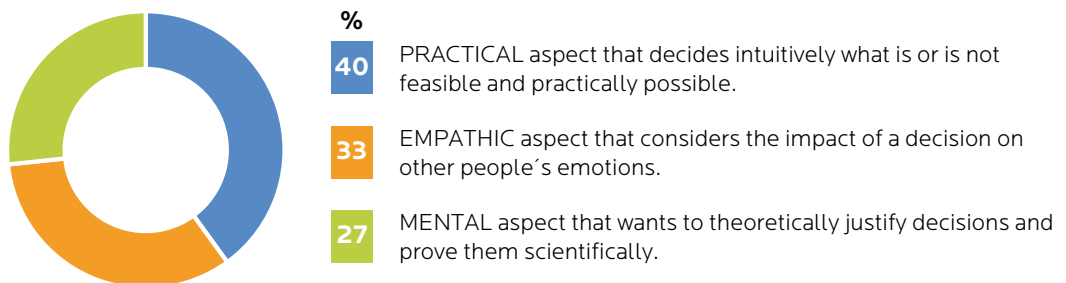 %
40
PRACTICAL aspect that decides intuitively what is or is not
feasible and practically possible.
33
EMPATHIC aspect that considers the impact of a decision on
other people´s emotions.
27
MENTAL aspect that wants to theoretically justify decisions and
prove them scientifically.